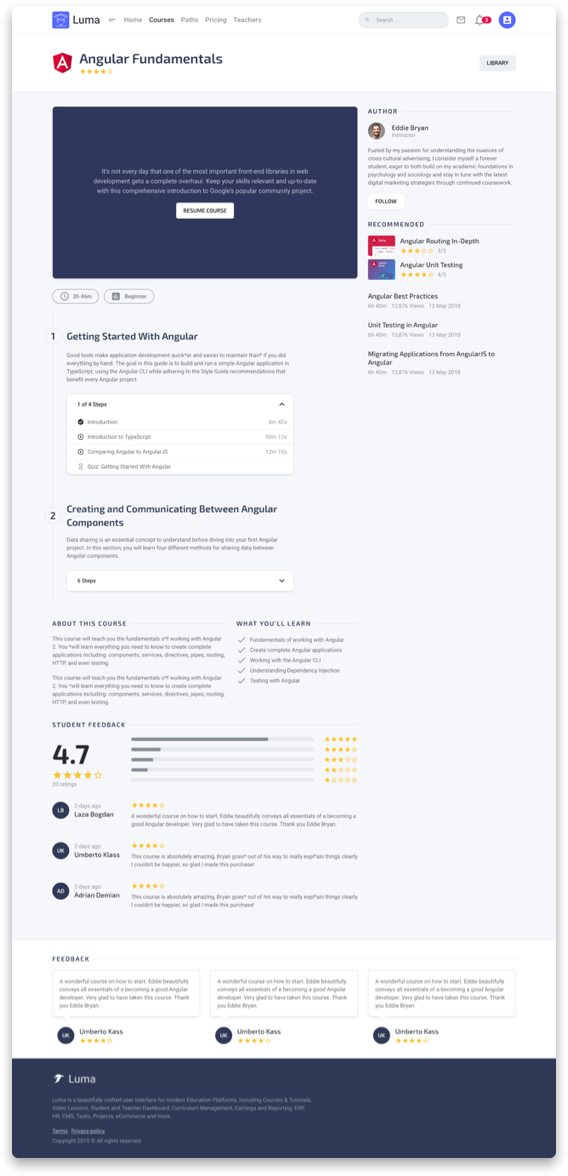 Luma Home Courses Paths Pricing Teachers Search ... 2
Angular Fundamentals
LIBRARY
It's not every day that one of the most important front-end libraries in web
development gets a complete overhaul. Keep your skills relevant and up-to-date
with this comprehensive introduction to Google's popular community project.
RESUME COURSE
2h 46m Beginner
1 Getting Started With Angular
Good tools make application development quick*er and easier to maintain than* if you did
everything by hand. The goal in this guide is to build and run a simple Angular application in
TypeScript, using the Angular CLI while adhering to the Style Guide recommendations that
benefit every Angular project.
1 of 4 Steps
Introduction 8m 42s
Introduction to TypeScript 50m 13s
Comparing Angular to AngularJS 12m 10s
Quiz: Getting Started With Angular
2 Creating and Communicating Between Angular
Components
Data sharing is an essential concept to understand before diving into your first Angular
project. In this section, you will learn four different methods for sharing data between
Angular components.
6 Steps
AUTHOR
Eddie Bryan
Instructor
Fueled by my passion for understanding the nuances of
cross-cultural advertising, I consider myself a forever
student, eager to both build on my academic foundations in
psychology and sociology and stay in tune with the latest
digital marketing strategies through continued coursework.
FOLLOW
RECOMMENDED
Angular Routing In-Depth
3/5
Angular Unit Testing
4/5
Angular Best Practices
6h 40m 13,876 Views 13 May 2018
Unit Testing in Angular
6h 40m 13,876 Views 13 May 2018
Migrating Applications from AngularJS to
Angular
6h 40m 13,876 Views 13 May 2018
ABOUT THIS COURSE
This course will teach you the fundamentals o*f working with Angular
2. You *will learn everything you need to know to create complete
applications including: components, services, directives, pipes, routing,
HTTP, and even testing.
This course will teach you the fundamentals o*f working with Angular
2. You *will learn everything you need to know to create complete
applications including: components, services, directives, pipes, routing,
HTTP, and even testing.
WHAT YOU'LL LEARN
Fundamentals of working with Angular
Create complete Angular applications
Working with the Angular CLI
Understanding Dependency Injection
Testing with Angular
STUDENT FEEDBACK
4.7
20 ratings
LB
2 days ago
Laza Bogdan
A wonderful course on how to start. Eddie beautifully conveys all essentials of a becoming a
good Angular developer. Very glad to have taken this course. Thank you Eddie Bryan.
UK
2 days ago
Umberto Klass
This course is absolutely amazing, Bryan goes* out of his way to really expl*ain things clearly
I couldn't be happier, so glad I made this purchase!
AD
2 days ago
Adrian Demian
This course is absolutely amazing, Bryan goes* out of his way to really expl*ain things clearly
I couldn't be happier, so glad I made this purchase!
FEEDBACK
A wonderful course on how to start. Eddie beautifully
conveys all essentials of a becoming a good Angular
developer. Very glad to have taken this course. Thank
you Eddie Bryan.
UK Umberto Kass
A wonderful course on how to start. Eddie beautifully
conveys all essentials of a becoming a good Angular
developer. Very glad to have taken this course. Thank
you Eddie Bryan.
UK Umberto Kass
A wonderful course on how to start. Eddie beautifully
conveys all essentials of a becoming a good Angular
developer. Very glad to have taken this course. Thank
you Eddie Bryan.
UK Umberto Kass
Luma
Luma is a beautifully crafted user interface for modern Education Platforms, including Courses & Tutorials,
Video Lessons, Student and Teacher Dashboard, Curriculum Management, Earnings and Reporting, ERP,
HR, CMS, Tasks, Projects, eCommerce and more.
Terms Privacy policy
Copyright 2019 © All rights reserved.